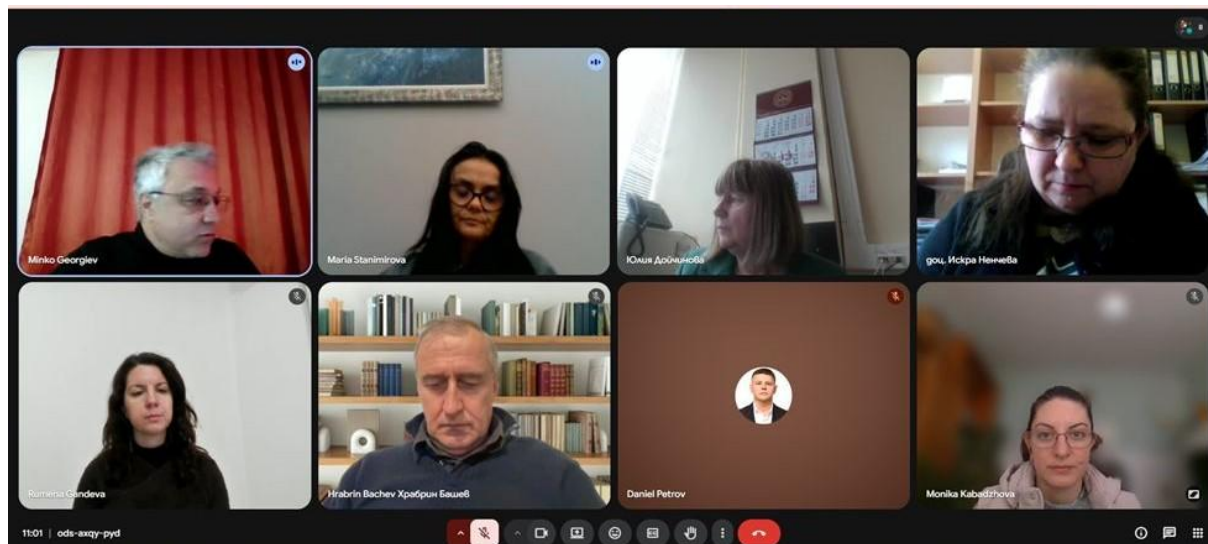 Minko Georgiev
Maria Stanimirova
Юлия Дойчинова
доц. Искра Ненчева
Rumena Gandeva
Hrabrin Bachev Храбрин Башев
Daniel Petrov
Monika Kabadzhova
11:01 | ods-axqy-pyd